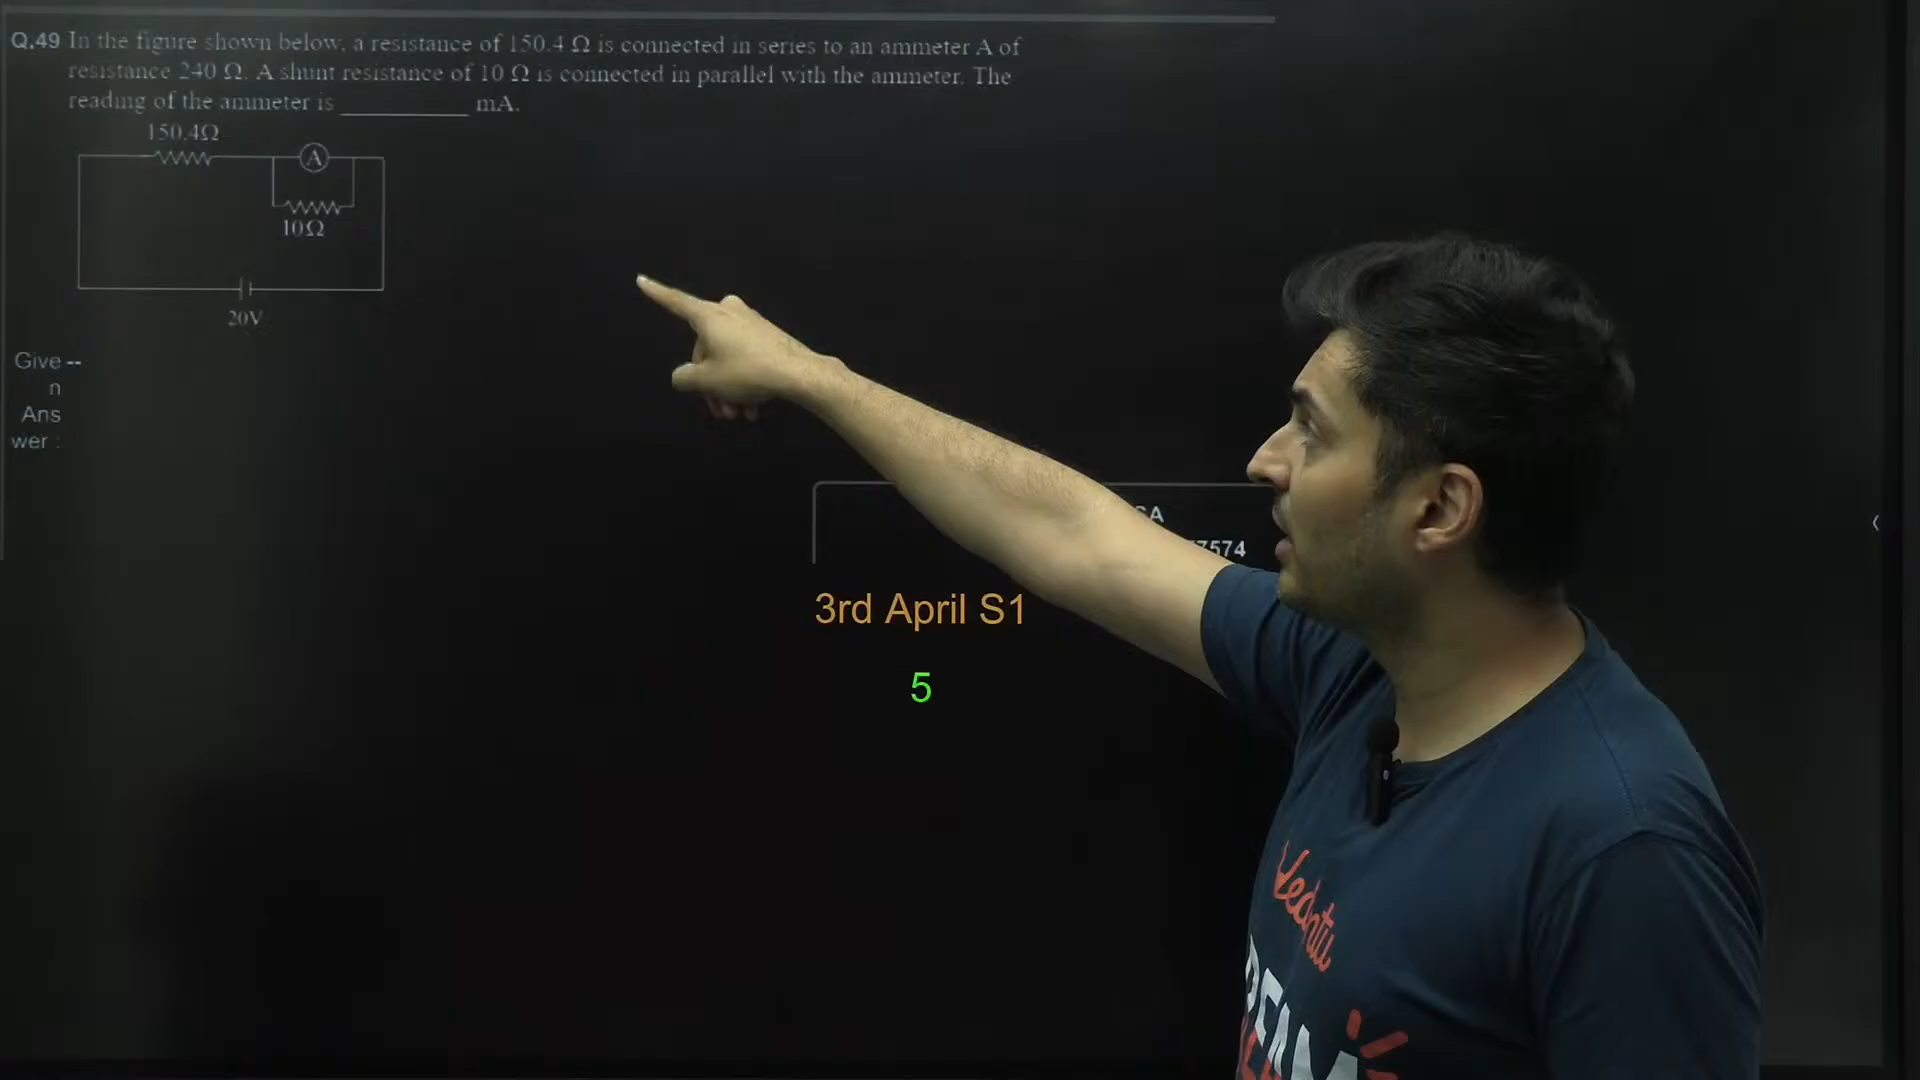 Q.49 In the figure shown below, a resistance of 150.4 Ω is connected in series to an ammeter A of
resistance 240 Ω. A shunt resistance of 10 Ω is connected in parallel with the ammeter. The
reading of the ammeter is __________ mA.
150.4Ω
A
10Ω
20V
Give --
n
Ans
wer :
7574
3rd April S1
5
Vedantu